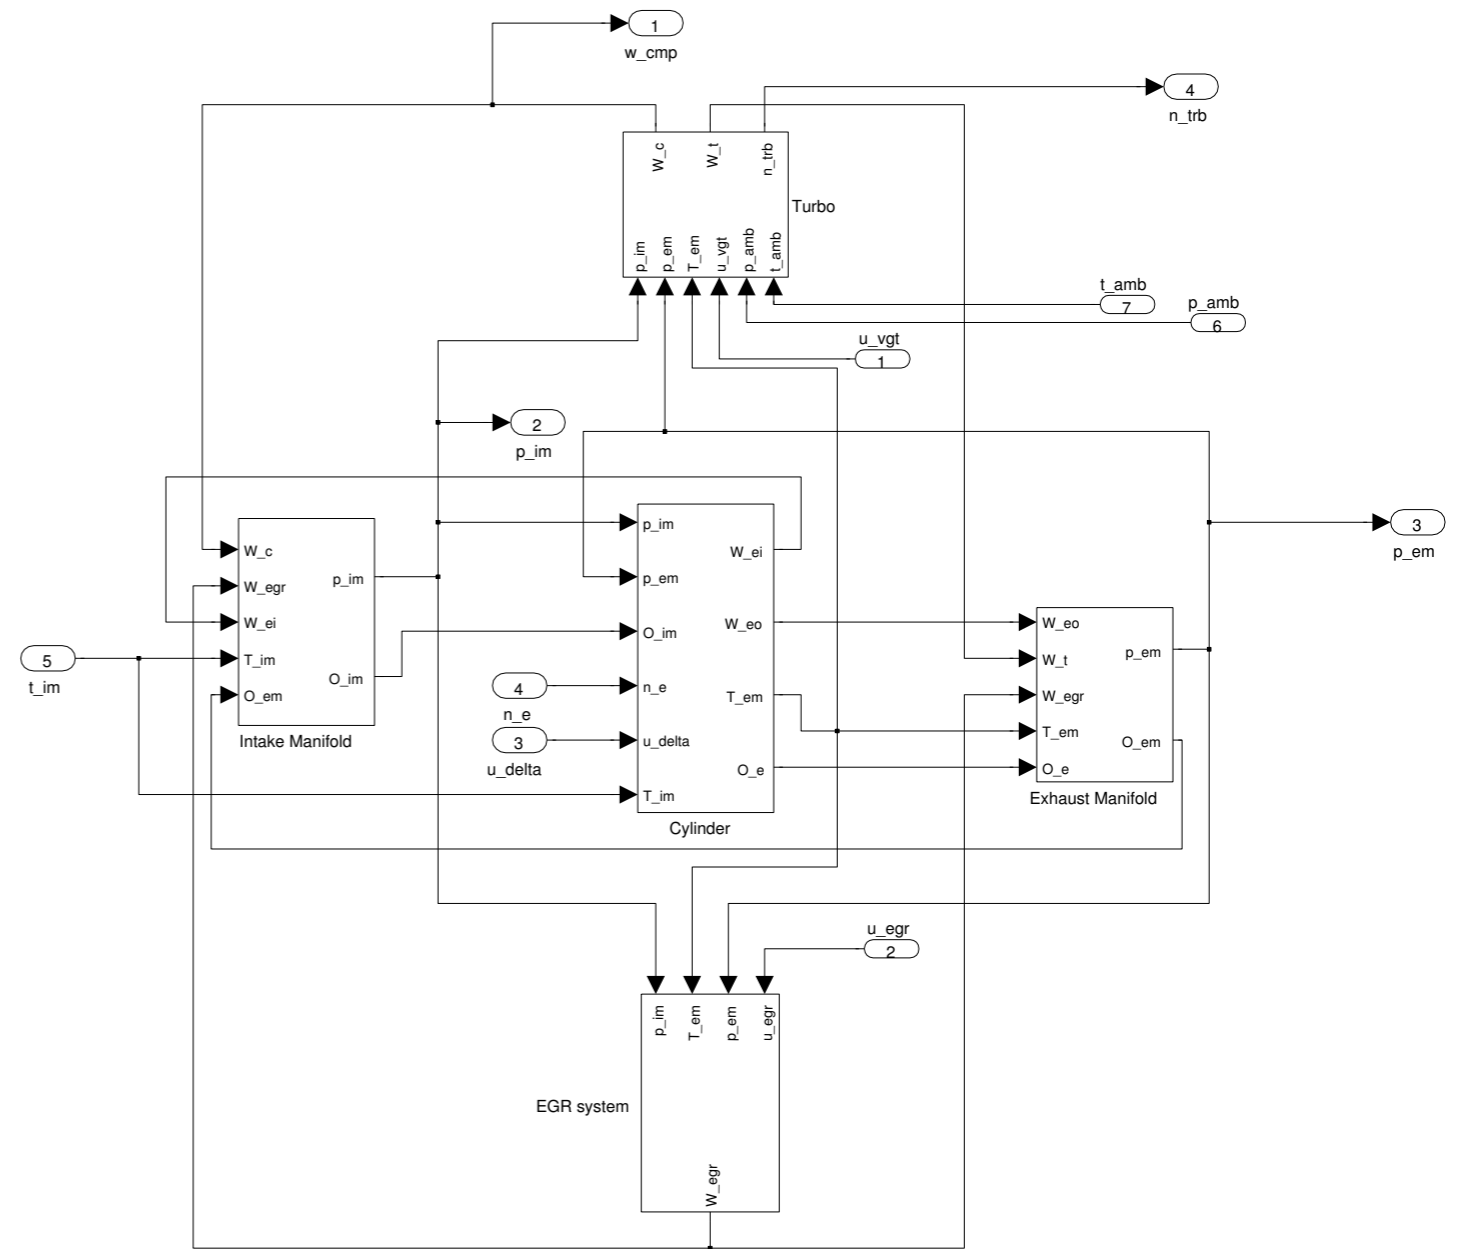 1
w_cmp
4
n_trb
W_c
W_t
n_trb
Turbo
p_im
p_em
T_em
u_vgt
p_amb
t_amb
t_amb
7
p_amb
6
u_vgt
1
2
p_im
3
p_em
W_c
W_egr
W_ei
T_im
O_em
p_im
O_im
Intake Manifold
5
t_im
4
n_e
3
u_delta
p_im
p_em
O_im
n_e
u_delta
T_im
W_ei
W_eo
T_em
O_e
Cylinder
W_eo
W_t
W_egr
T_em
O_e
p_em
O_em
Exhaust Manifold
u_egr
2
p_im
T_em
p_em
u_egr
EGR system
W_egr